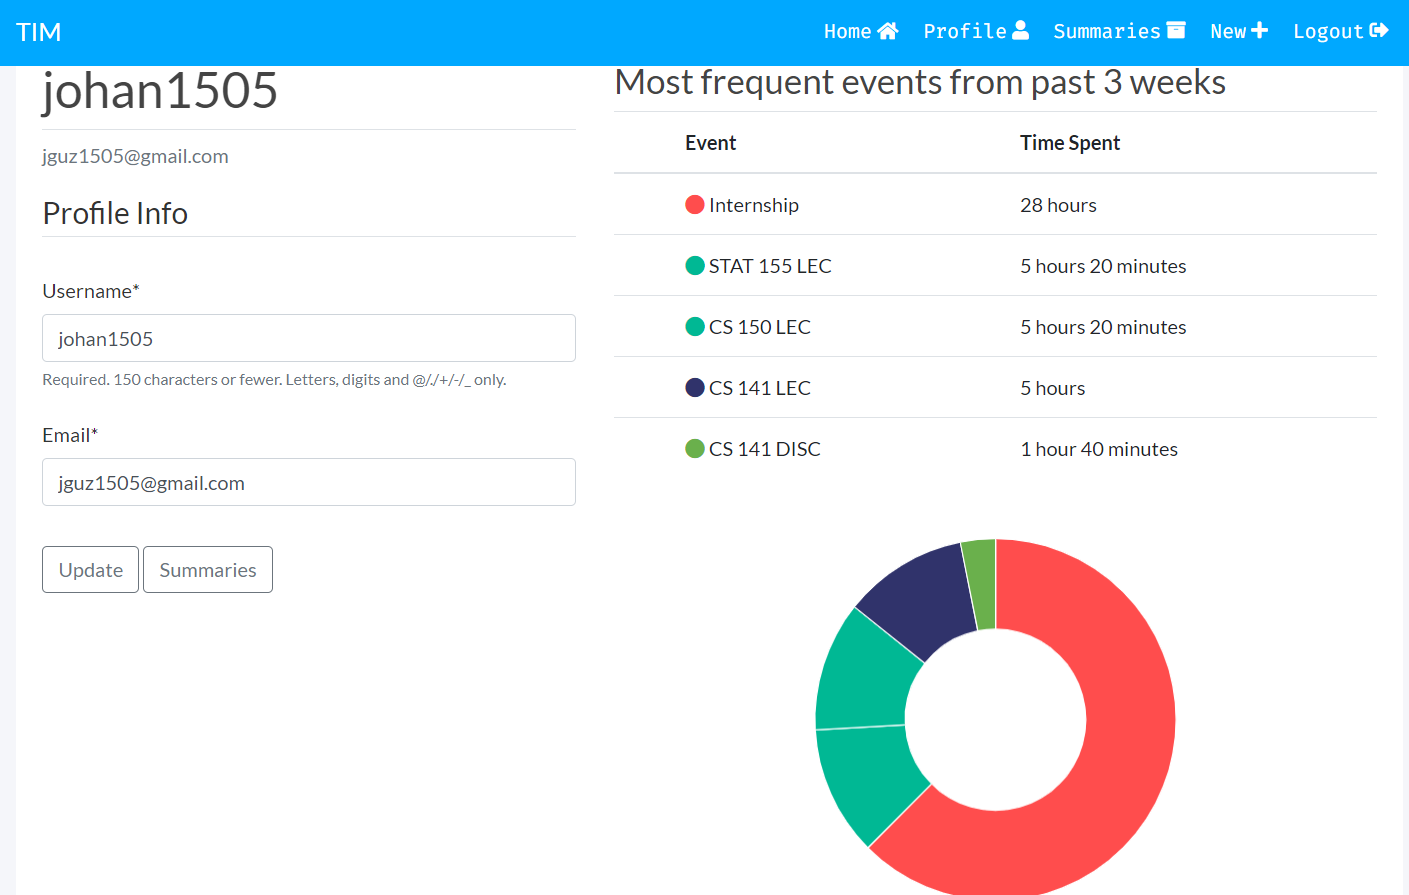 TIM
Home Profile Summaries New Logout
johan1505
jguz1505@gmail.com
Profile Info
Username*
johan1505
Required. 150 characters or fewer. Letters, digits and @/./+/-/_ only.
Email*
jguz1505@gmail.com
Update Summaries
Most frequent events from past 3 weeks
Event Time Spent
Internship 28 hours
STAT 155 LEC 5 hours 20 minutes
CS 150 LEC 5 hours 20 minutes
CS 141 LEC 5 hours
CS 141 DISC 1 hour 40 minutes